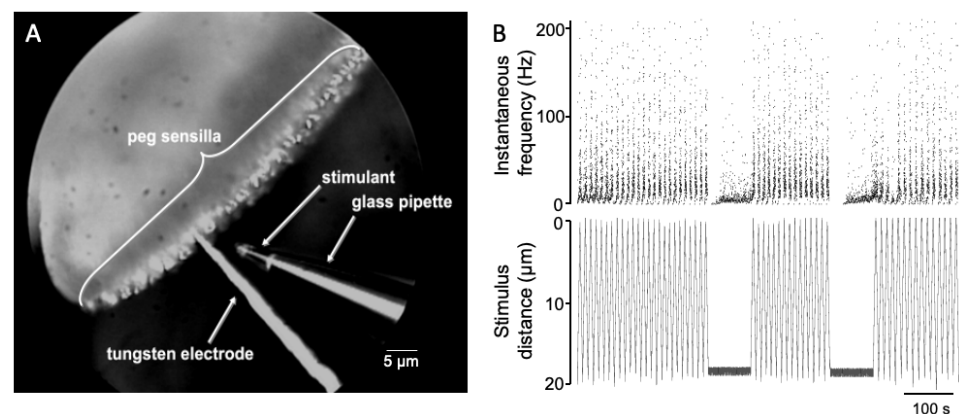 A
peg sensilla
stimulant
glass pipette
tungsten electrode
5 µm
B
Instantaneous
frequency (Hz)
200
100
0
Stimulus
distance (µm)
0
10
20
100 s